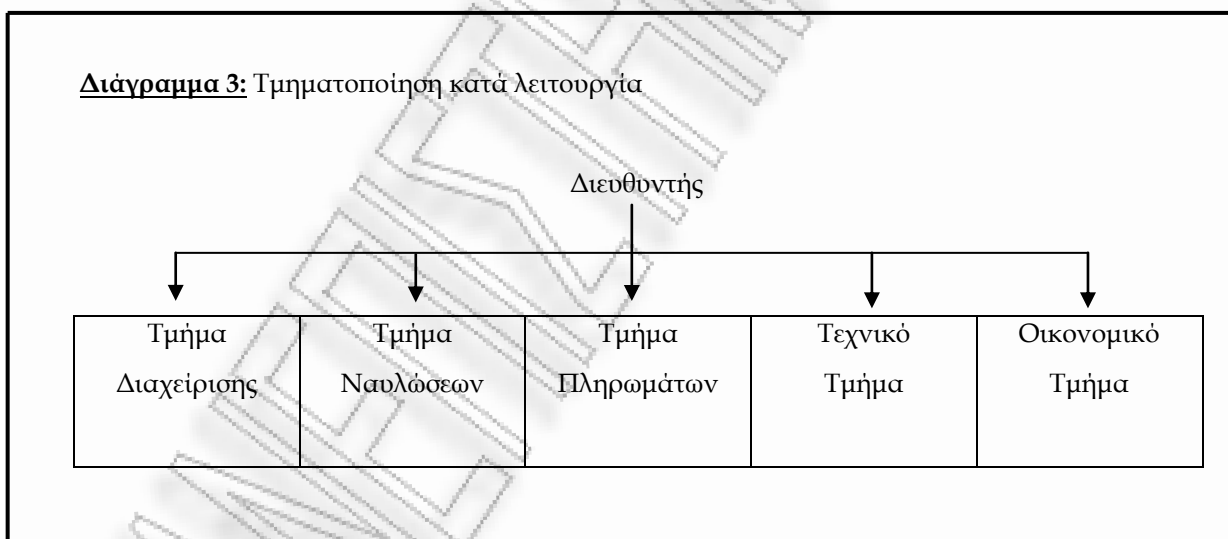 Διάγραμμα 3: Τμηματοποίηση κατά λειτουργία
Διευθυντής
Τμήμα
Διαχείρισης
Τμήμα
Ναυλώσεων
Τμήμα
Πληρωμάτων
Τεχνικό
Τμήμα
Οικονομικό
Τμήμα